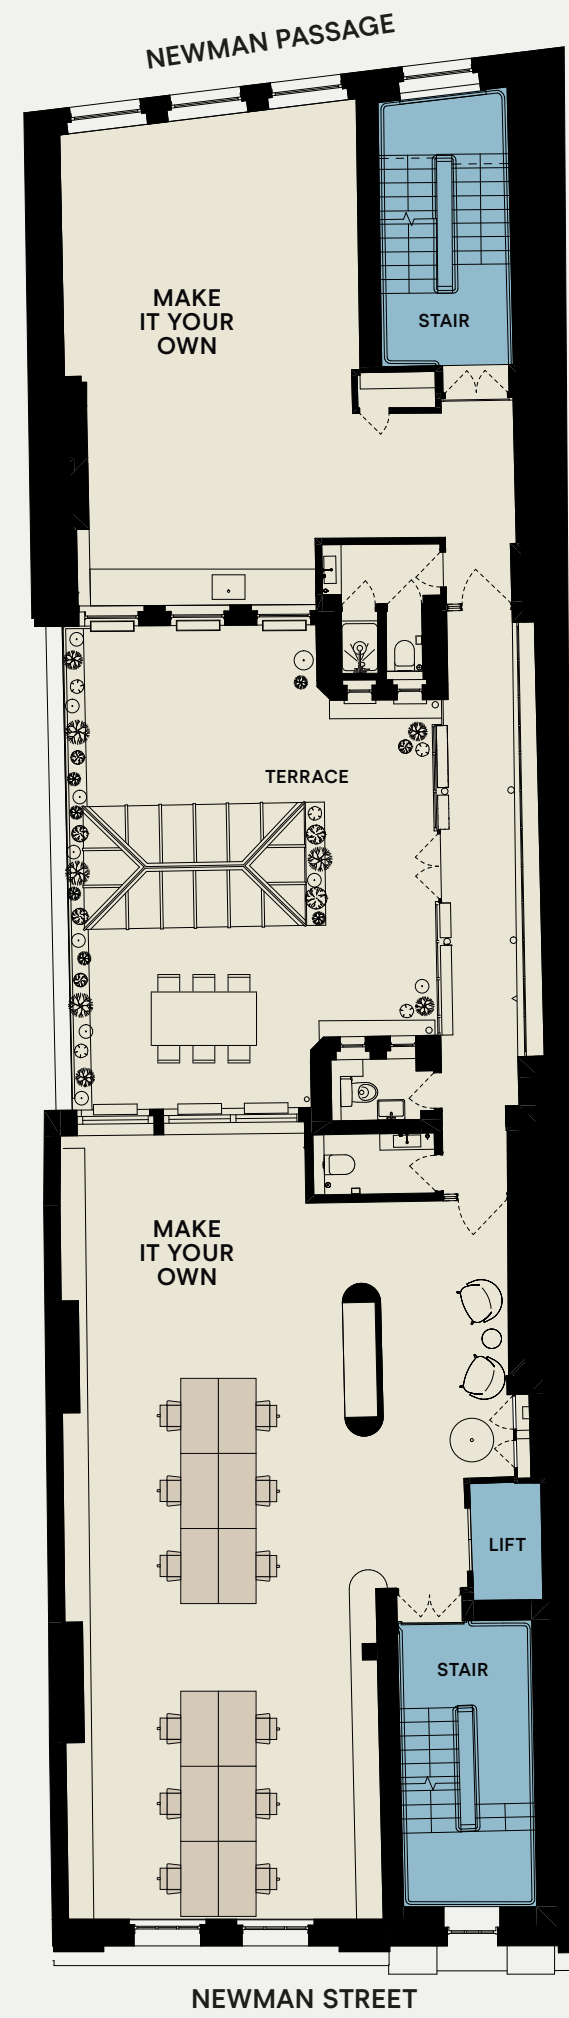 NEWMAN PASSAGE
MAKE
IT YOUR
OWN
STAIR
TERRACE
MAKE
IT YOUR
OWN
LIFT
STAIR
NEWMAN STREET